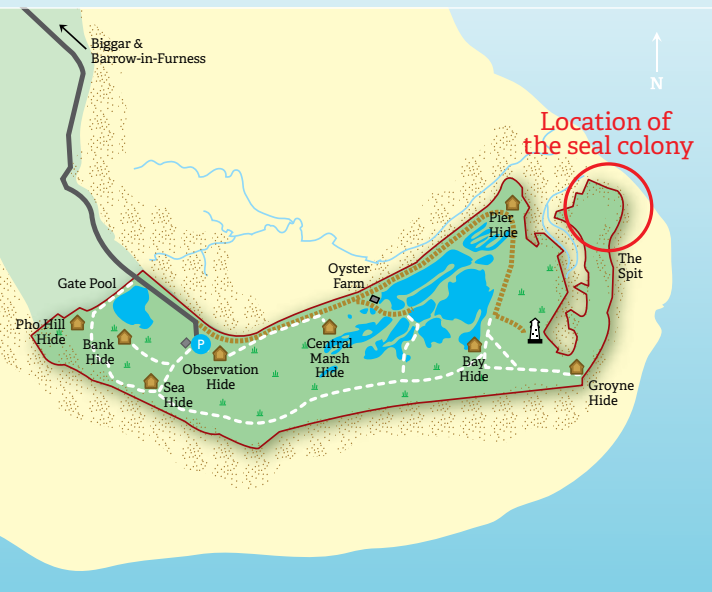 Biggar &
Barrow-in-Furness
N
Location of
the seal colony
Pier
Hide
The
Spit
Oyster
Farm
Gate Pool
Pho Hill
Hide
Bank
Hide
P
Observation
Hide
Central
Marsh
Hide
Bay
Hide
Sea
Hide
Groyne
Hide